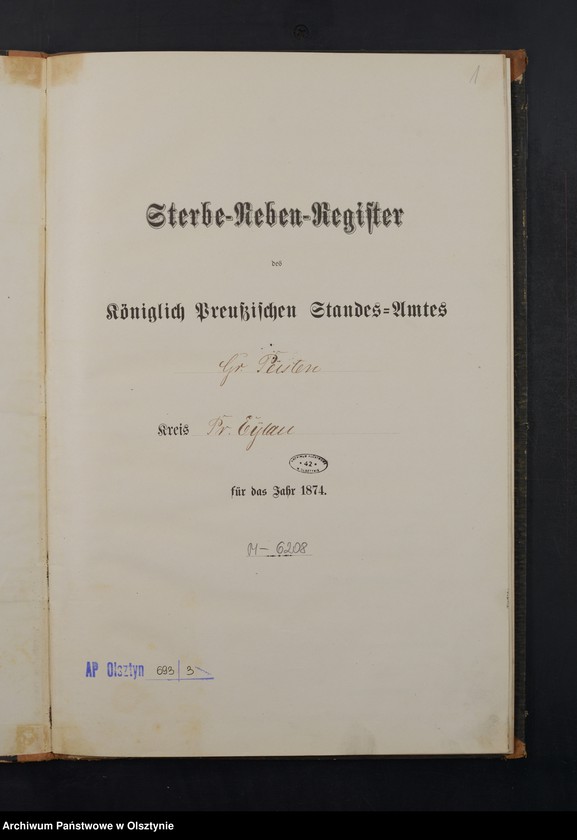 1
Sterbe-Neben-Register
des
Königlich Preußischen Standes-Amtes
Gr Peisten
Kreis Pr. Eylau
42
für das Jahr 1874.
M- 6208
AP Olsztyn 693/3
Archiwum Państwowe w Olsztynie